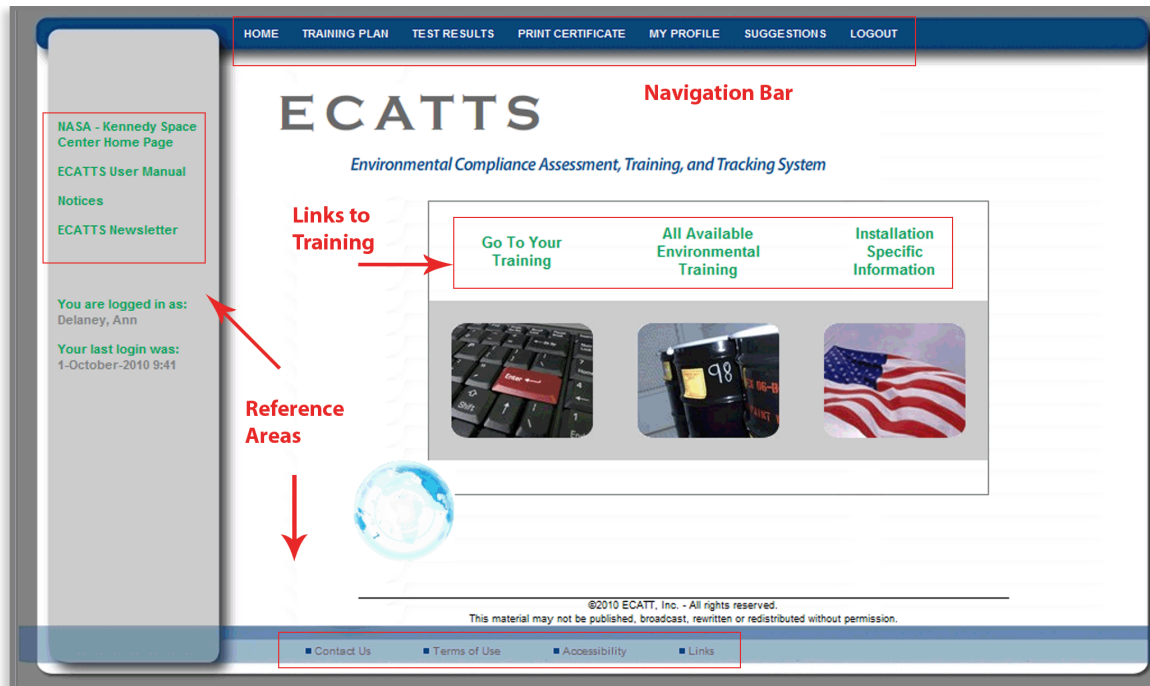 HOME TRAINING PLAN TEST RESULTS PRINT CERTIFICATE MY PROFILE SUGGESTIONS LOGOUT
Navigation Bar
ECATTS
Environmental Compliance Assessment, Training, and Tracking System
NASA - Kennedy Space
Center Home Page
ECATTS User Manual
Notices
ECATTS Newsletter
You are logged in as:
Delaney, Ann
Your last login was:
1-October-2010 9:41
Reference
Areas
Links to
Training
Go To Your
Training
All Available
Environmental
Training
Installation
Specific
Information
Enter
Shift
98
©2010 ECATT, Inc. - All rights reserved.
This material may not be published, broadcast, rewritten or redistributed without permission.
Contact Us Terms of Use Accessibility Links